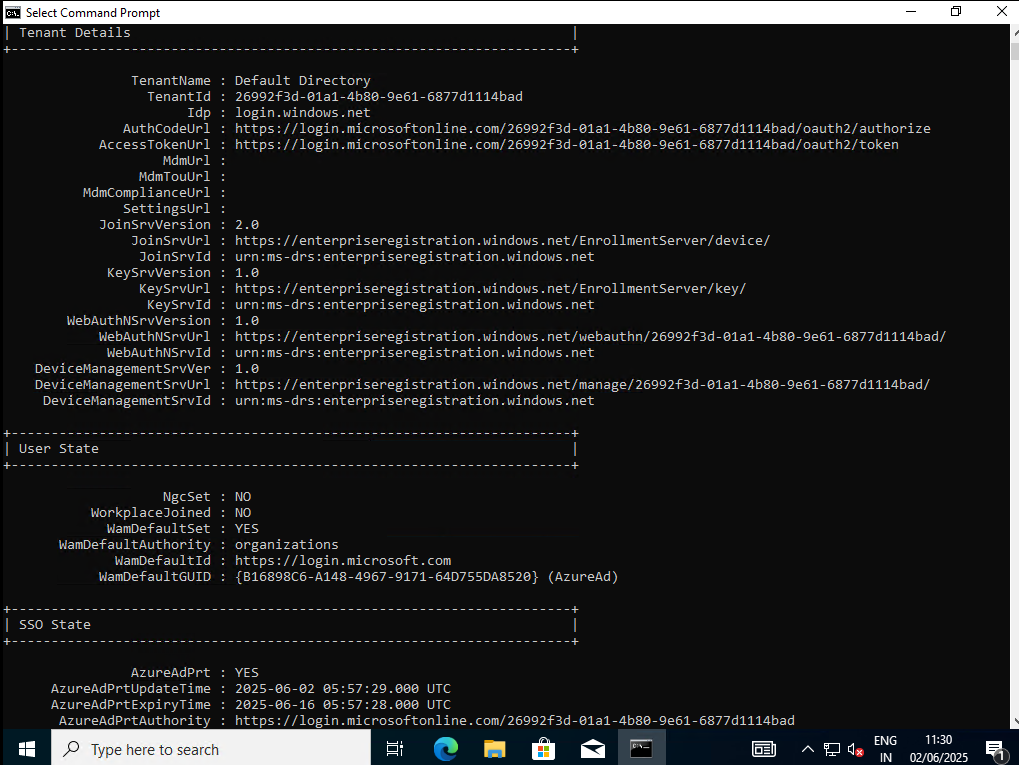 Select Command Prompt
| Tenant Details |
+----------------------------------------------------------------------+
TenantName : Default Directory
TenantId : 26992f3d-01a1-4b80-9e61-6877d1114bad
Idp : login.windows.net
AuthCodeUrl : https://login.microsoftonline.com/26992f3d-01a1-4b80-9e61-6877d1114bad/oauth2/authorize
AccessTokenUrl : https://login.microsoftonline.com/26992f3d-01a1-4b80-9e61-6877d1114bad/oauth2/token
MdmUrl :
MdmTouUrl :
MdmComplianceUrl :
SettingsUrl :
JoinSrvVersion : 2.0
JoinSrvUrl : https://enterpriseregistration.windows.net/EnrollmentServer/device/
JoinSrvId : urn:ms-drs:enterpriseregistration.windows.net
KeySrvVersion : 1.0
KeySrvUrl : https://enterpriseregistration.windows.net/EnrollmentServer/key/
KeySrvId : urn:ms-drs:enterpriseregistration.windows.net
WebAuthNSrvVersion : 1.0
WebAuthNSrvUrl : https://enterpriseregistration.windows.net/webauthn/26992f3d-01a1-4b80-9e61-6877d1114bad/
WebAuthNSrvId : urn:ms-drs:enterpriseregistration.windows.net
DeviceManagementSrvVer : 1.0
DeviceManagementSrvUrl : https://enterpriseregistration.windows.net/manage/26992f3d-01a1-4b80-9e61-6877d1114bad/
DeviceManagementSrvId : urn:ms-drs:enterpriseregistration.windows.net
+----------------------------------------------------------------------+
| User State |
+----------------------------------------------------------------------+
NgcSet : NO
WorkplaceJoined : NO
WamDefaultSet : YES
WamDefaultAuthority : organizations
WamDefaultId : https://login.microsoft.com
WamDefaultGUID : {B16898C6-A148-4967-9171-64D755DA8520} (AzureAd)
+----------------------------------------------------------------------+
| SSO State |
+----------------------------------------------------------------------+
AzureAdPrt : YES
AzureAdPrtUpdateTime : 2025-06-02 05:57:29.000 UTC
AzureAdPrtExpiryTime : 2025-06-16 05:57:28.000 UTC
AzureAdPrtAuthority : https://login.microsoftonline.com/26992f3d-01a1-4b80-9e61-6877d1114bad
Type here to search
ENG
IN
11:30
02/06/2025
1